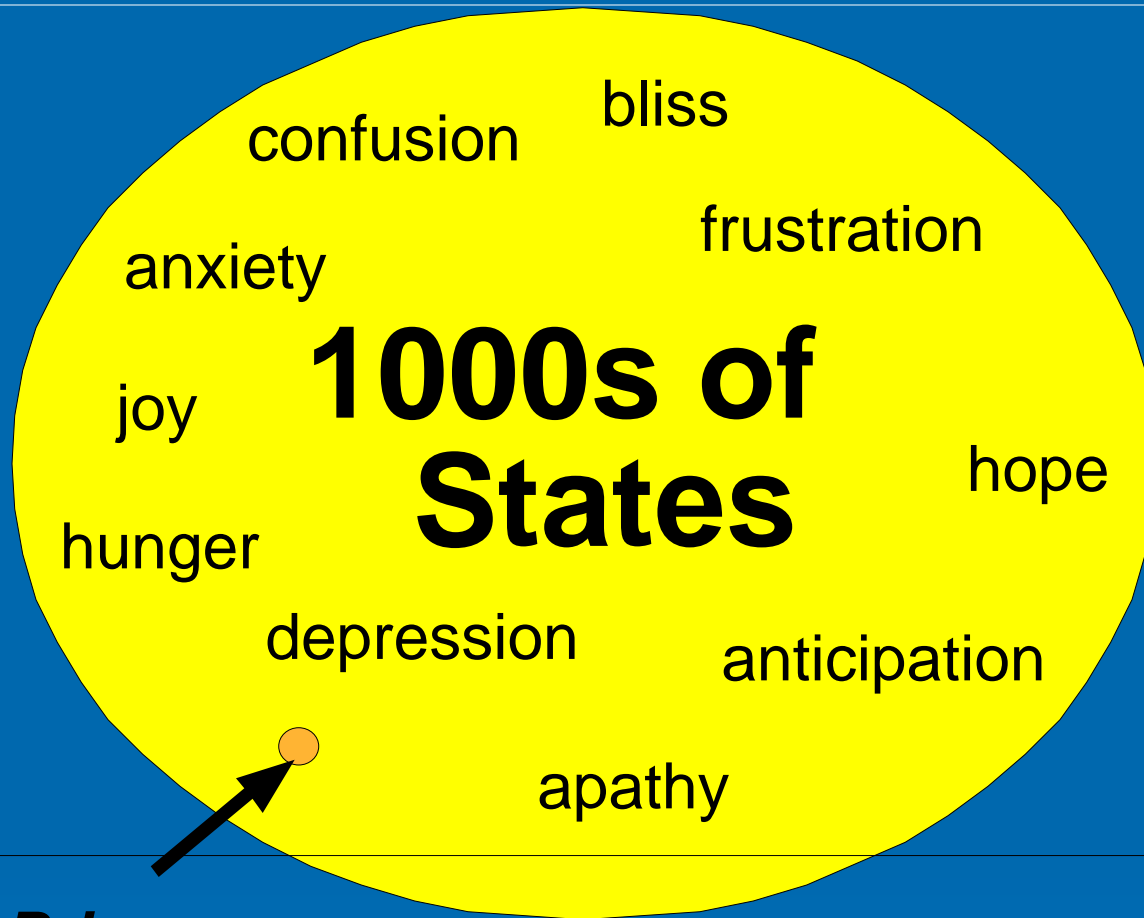 bliss
confusion
frustration
anxiety
1000s of
States
joy
hope
hunger
depression
anticipation
apathy